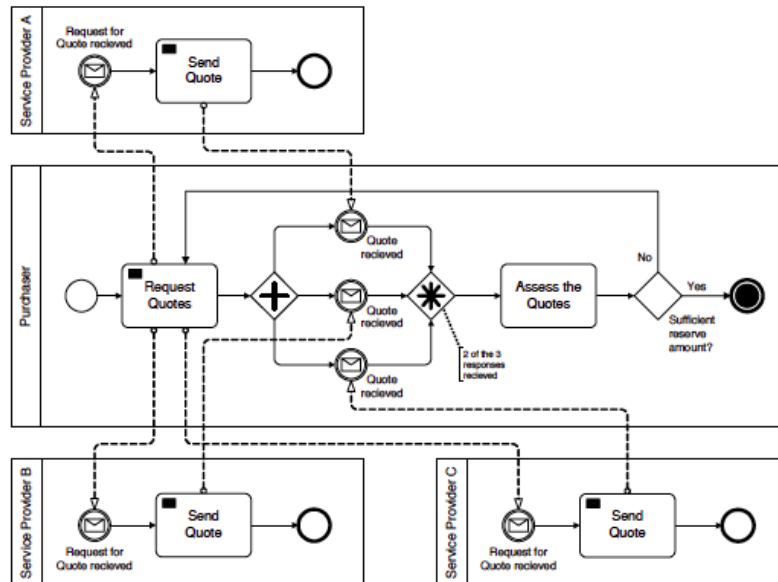 Service Provider A
Request for
Quote recieved
Send
Quote
Purchaser
Request
Quotes
Quote
recieved
Quote
recieved
Quote
recieved
2 of the 3
responses
recieved
Assess the
Quotes
No
Yes
Sufficient
reserve
amount?
Service Provider B
Request for
Quote recieved
Send
Quote
Service Provider C
Request for
Quote recieved
Send
Quote